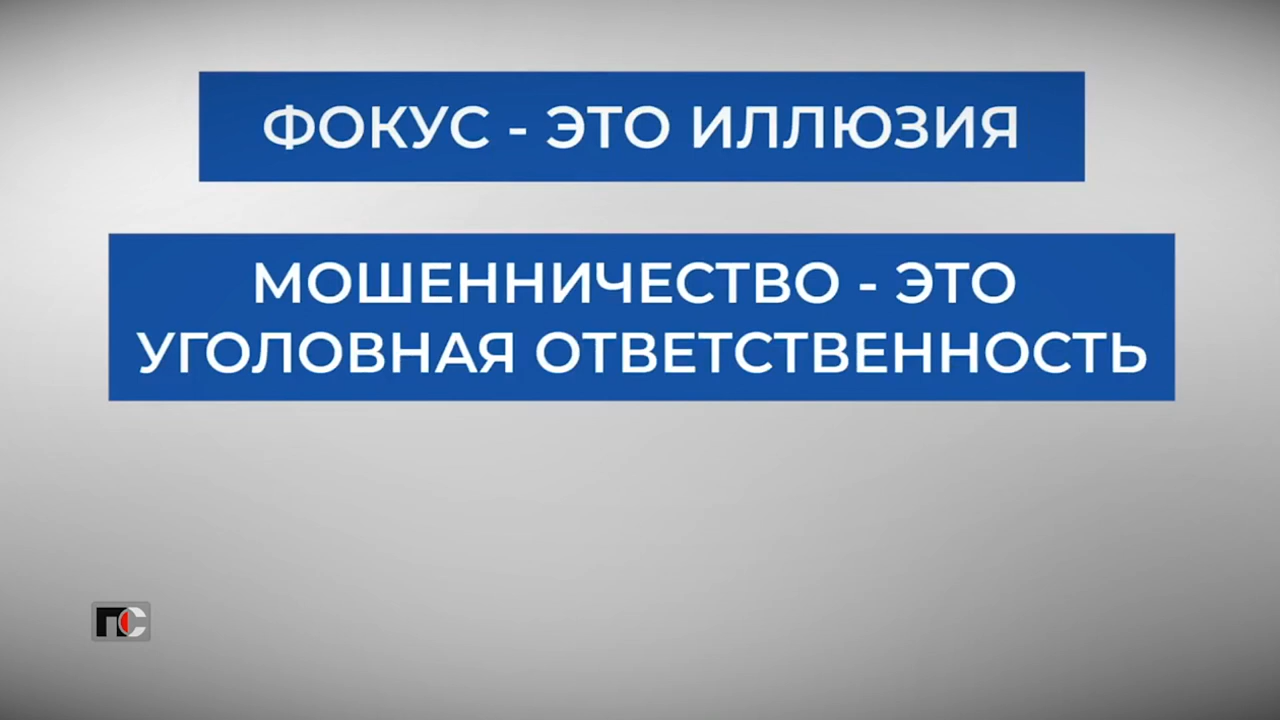 ФОКУС - ЭТО ИЛЛЮЗИЯ
МОШЕННИЧЕСТВО - ЭТО
УГОЛОВНАЯ ОТВЕТСТВЕННОСТЬ
ПС